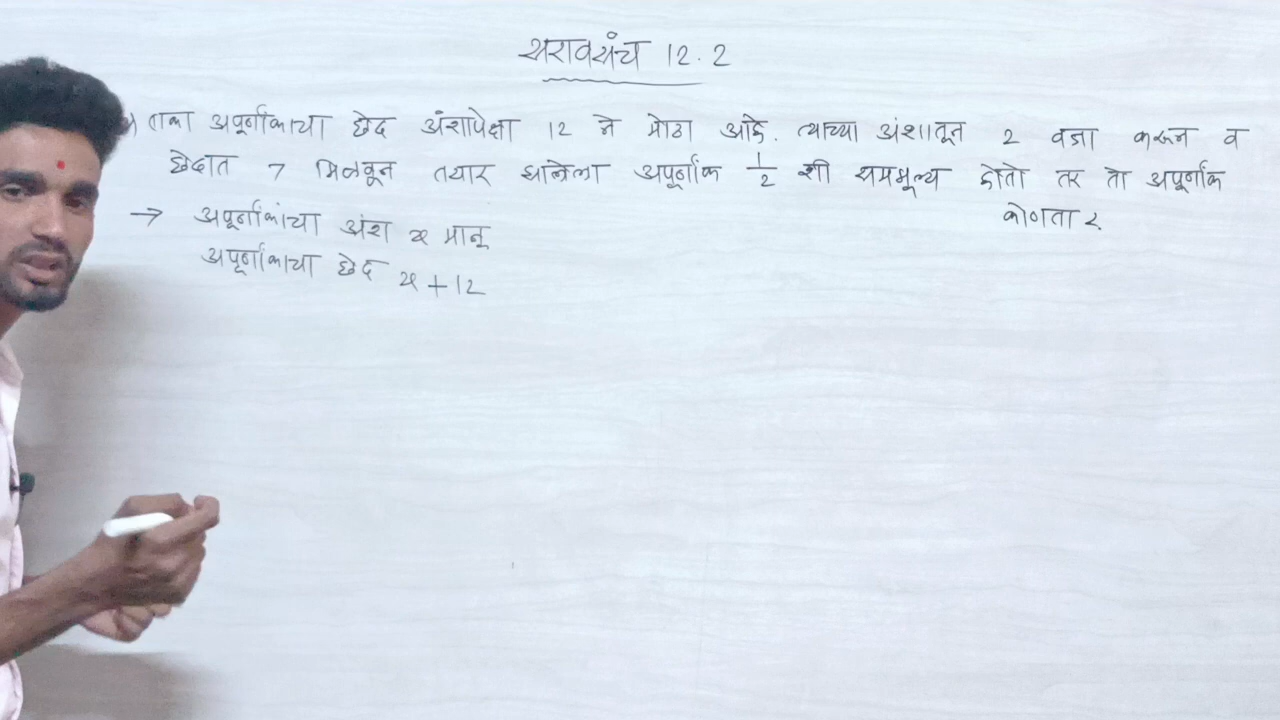 सरावसंच 12.2
एका अपूर्णांकाचा छेद अंशापेक्षा 12 ने मोठा आहे. त्याच्या अंशातून 2 वजा करून व
छेदात 7 मिळवून तयार झालेला अपूर्णांक 1/2 शी सममूल्य होतो तर तो अपूर्णांक
कोणता?
→ अपूर्णांकाचा अंश x मानू
अपूर्णांकाचा छेद x + 12